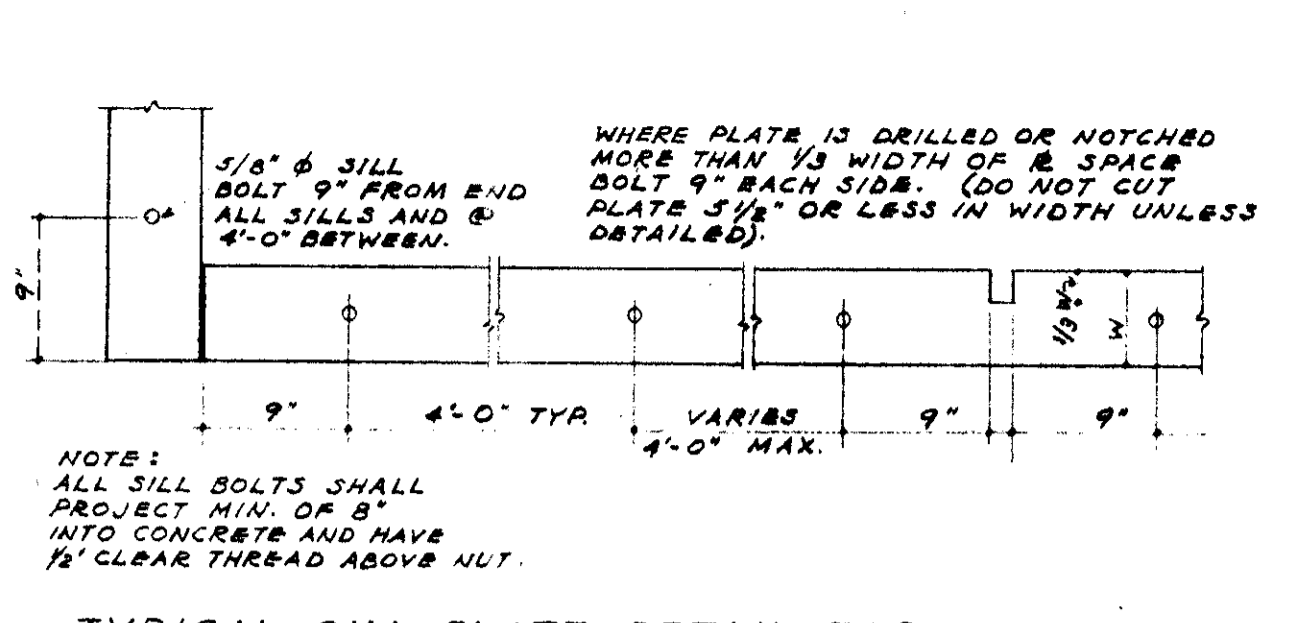 5/8" ϕ SILL
BOLT 9" FROM END
ALL SILLS AND @
4'-0" BETWEEN.
WHERE PLATE IS DRILLED OR NOTCHED
MORE THAN 1/3 WIDTH OF ℄ SPACE
BOLT 9" EACH SIDE. (DO NOT CUT
PLATE 5 1/2" OR LESS IN WIDTH UNLESS
DETAILED).
9"
1/3 W
W
9"
4'-0" TYP.
VARIES
4'-0" MAX.
9"
9"
NOTE:
ALL SILL BOLTS SHALL
PROJECT MIN. OF 8"
INTO CONCRETE AND HAVE
1/2' CLEAR THREAD ABOVE NUT.
TYPICAL SILL PLATE